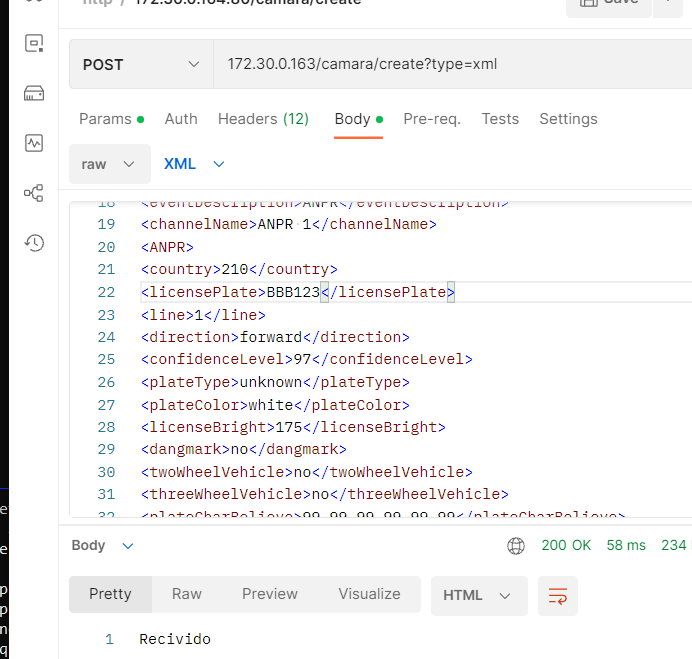 http / 172.30.0.164:80/camara/create
Save
POST
172.30.0.163/camara/create?type=xml
Params
Auth
Headers (12)
Body
Pre-req.
Tests
Settings
raw
XML
18 <eventDescription>ANPR</eventDescription>
19 <channelName>ANPR 1</channelName>
20 <ANPR>
21 <country>210</country>
22 <licensePlate>BBB123</licensePlate>
23 <line>1</line>
24 <direction>forward</direction>
25 <confidenceLevel>97</confidenceLevel>
26 <plateType>unknown</plateType>
27 <plateColor>white</plateColor>
28 <licenseBright>175</licenseBright>
29 <dangmark>no</dangmark>
30 <twoWheelVehicle>no</twoWheelVehicle>
31 <threeWheelVehicle>no</threeWheelVehicle>
32 <plateCharBelieve>99,99,99,99,99,99</plateCharBelieve>
Body
200 OK
58 ms
234
Pretty
Raw
Preview
Visualize
HTML
1 Recivido